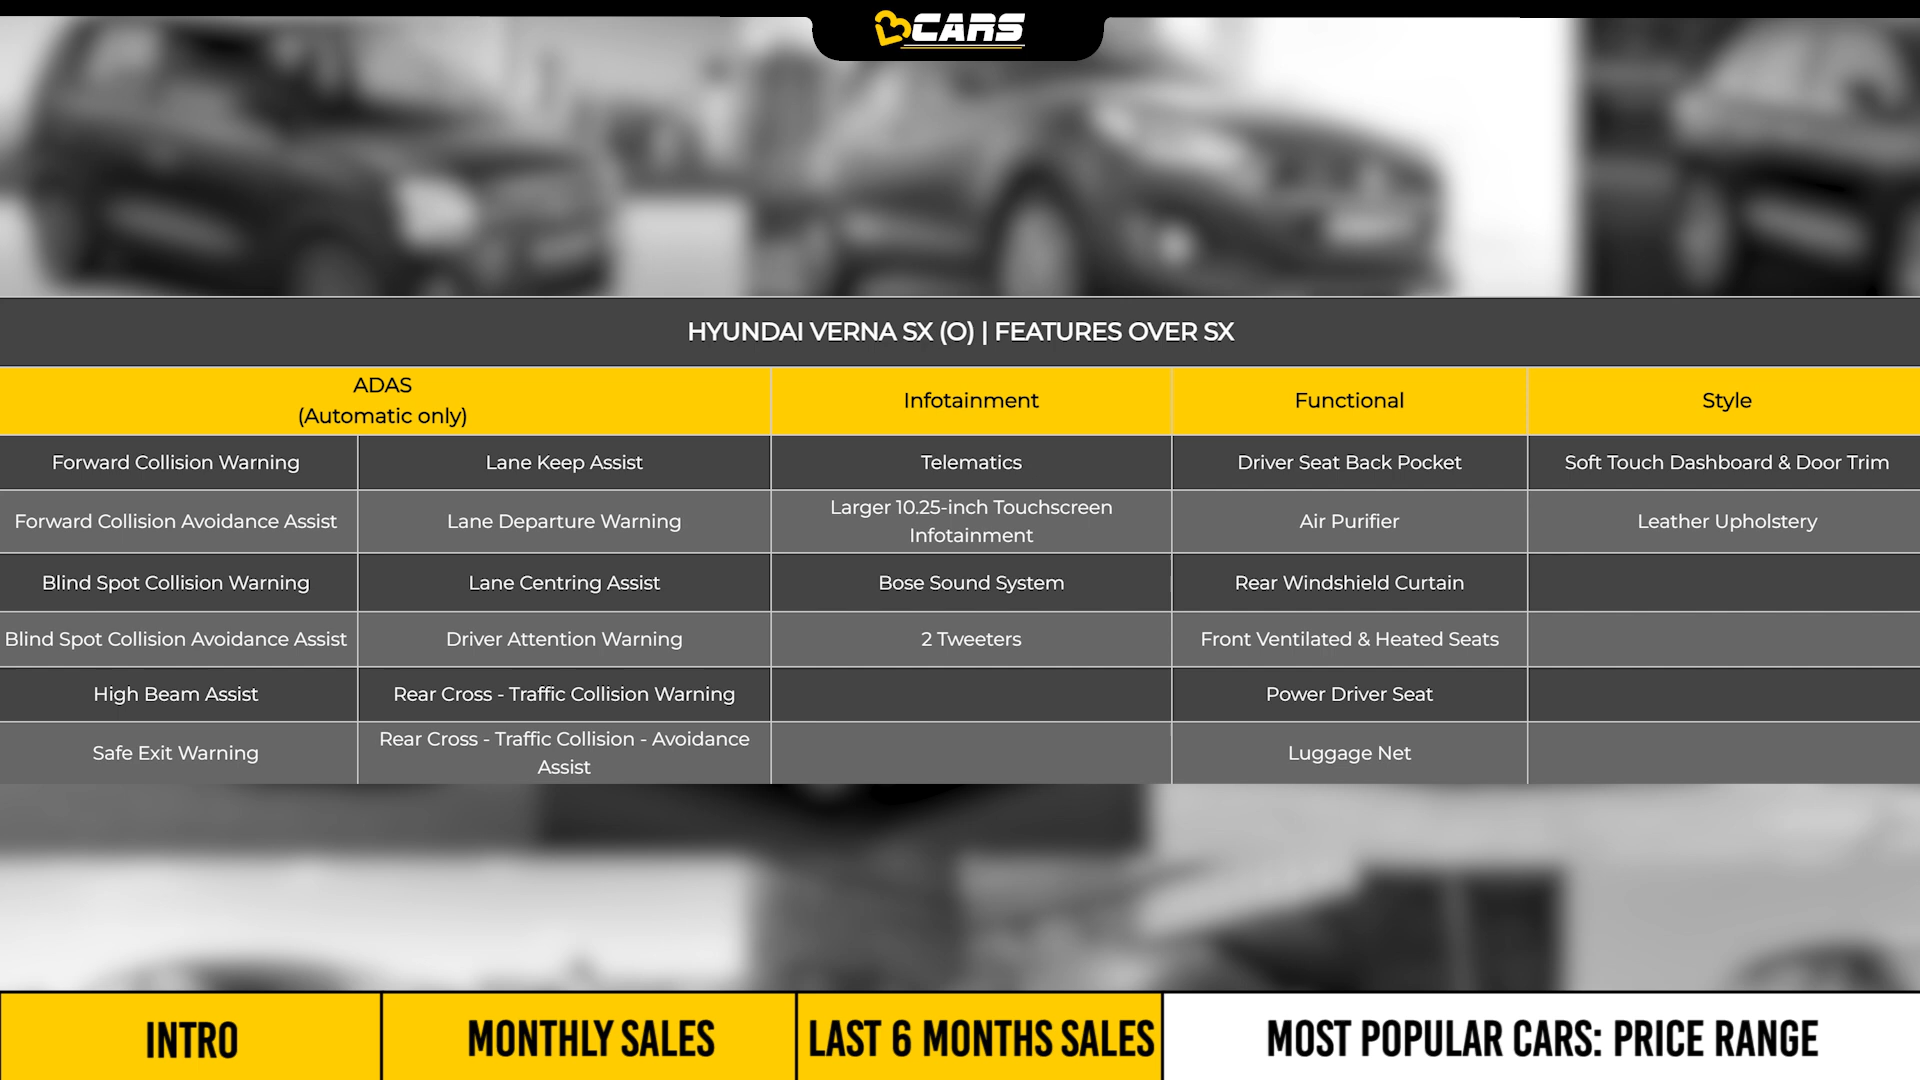 CARS
HYUNDAI VERNA SX (O) | FEATURES OVER SX
ADAS
(Automatic only)
Infotainment
Functional
Style
Forward Collision Warning
Lane Keep Assist
Telematics
Driver Seat Back Pocket
Soft Touch Dashboard & Door Trim
Forward Collision Avoidance Assist
Lane Departure Warning
Larger 10.25-inch Touchscreen
Infotainment
Air Purifier
Leather Upholstery
Blind Spot Collision Warning
Lane Centring Assist
Bose Sound System
Rear Windshield Curtain
Blind Spot Collision Avoidance Assist
Driver Attention Warning
2 Tweeters
Front Ventilated & Heated Seats
High Beam Assist
Rear Cross - Traffic Collision Warning
Power Driver Seat
Safe Exit Warning
Rear Cross - Traffic Collision - Avoidance
Assist
Luggage Net
INTRO
MONTHLY SALES
LAST 6 MONTHS SALES
MOST POPULAR CARS: PRICE RANGE